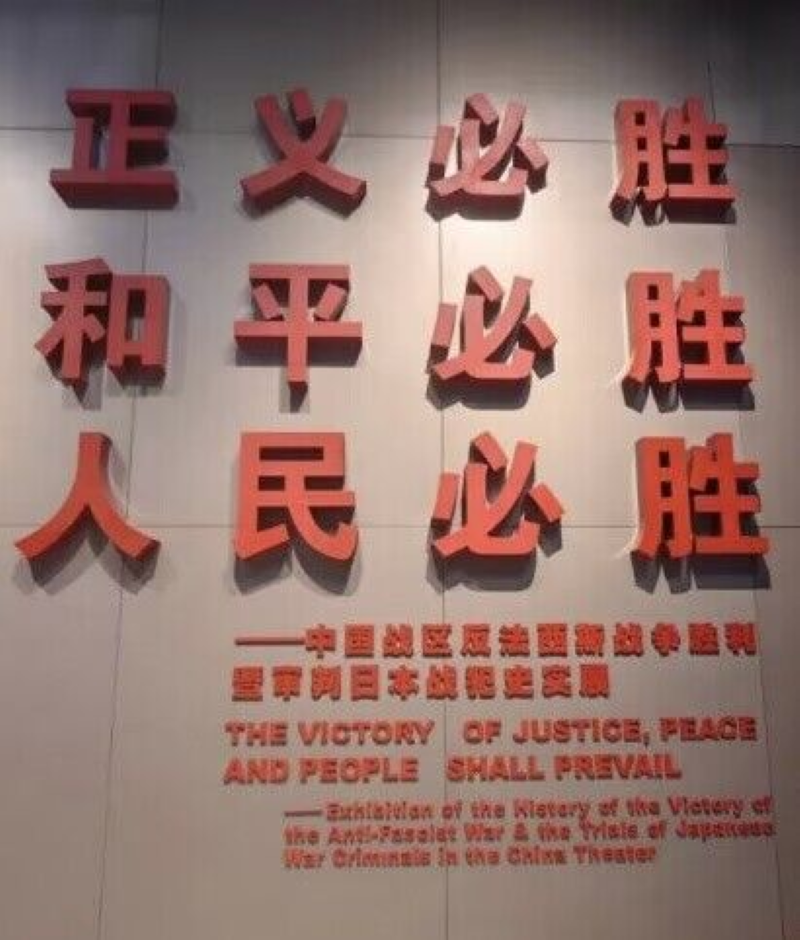 正义必胜
和平必胜
人民必胜
——中国战区反法西斯战争胜利
暨审判日本战犯史实展
THE VICTORY OF JUSTICE, PEACE
AND PEOPLE SHALL PREVAIL
——Exhibition of the History of the Victory of
the Anti-Fascist War & the Trials of Japanese
War Criminals in the China Theater